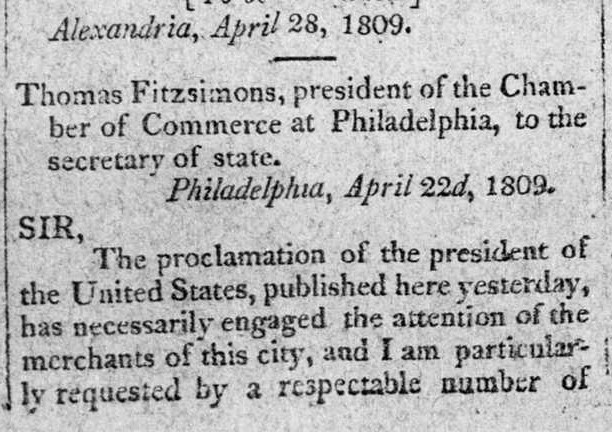 Alexandria, April 28, 1809.
Thomas Fitzsimons, president of the Cham-
ber of Commerce at Philadelphia, to the
secretary of state.
Philadelphia, April 22d, 1809.
SIR,
The proclamation of the president of
the United States, published here yesterday,
has necessarily engaged the attention of the
merchants of this city, and I am particular-
ly requested by a respectable number of